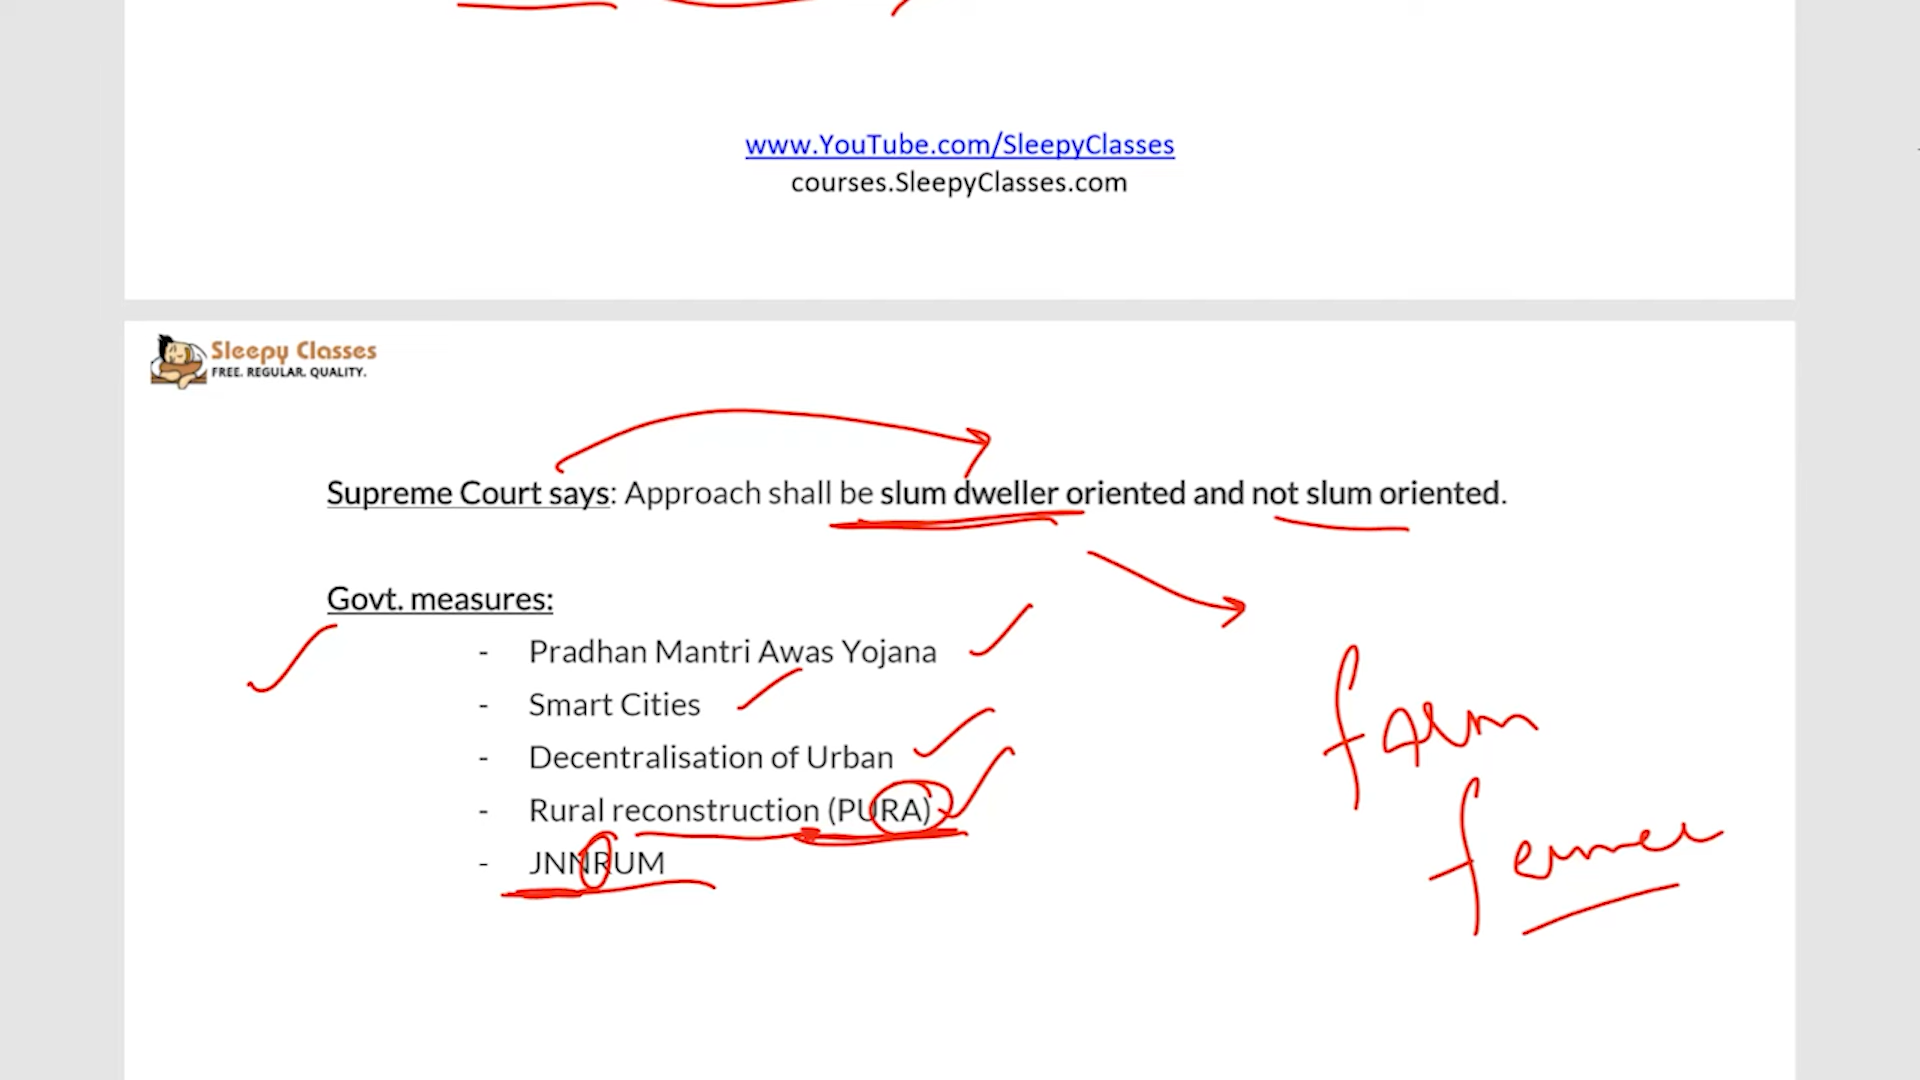 www.YouTube.com/SleepyClasses
courses.SleepyClasses.com
Sleepy Classes
FREE. REGULAR. QUALITY.
Supreme Court says: Approach shall be slum dweller oriented and not slum oriented.
Govt. measures:
- Pradhan Mantri Awas Yojana
- Smart Cities
- Decentralisation of Urban
- Rural reconstruction (PURA)
- JNNRUM
farm
farmer